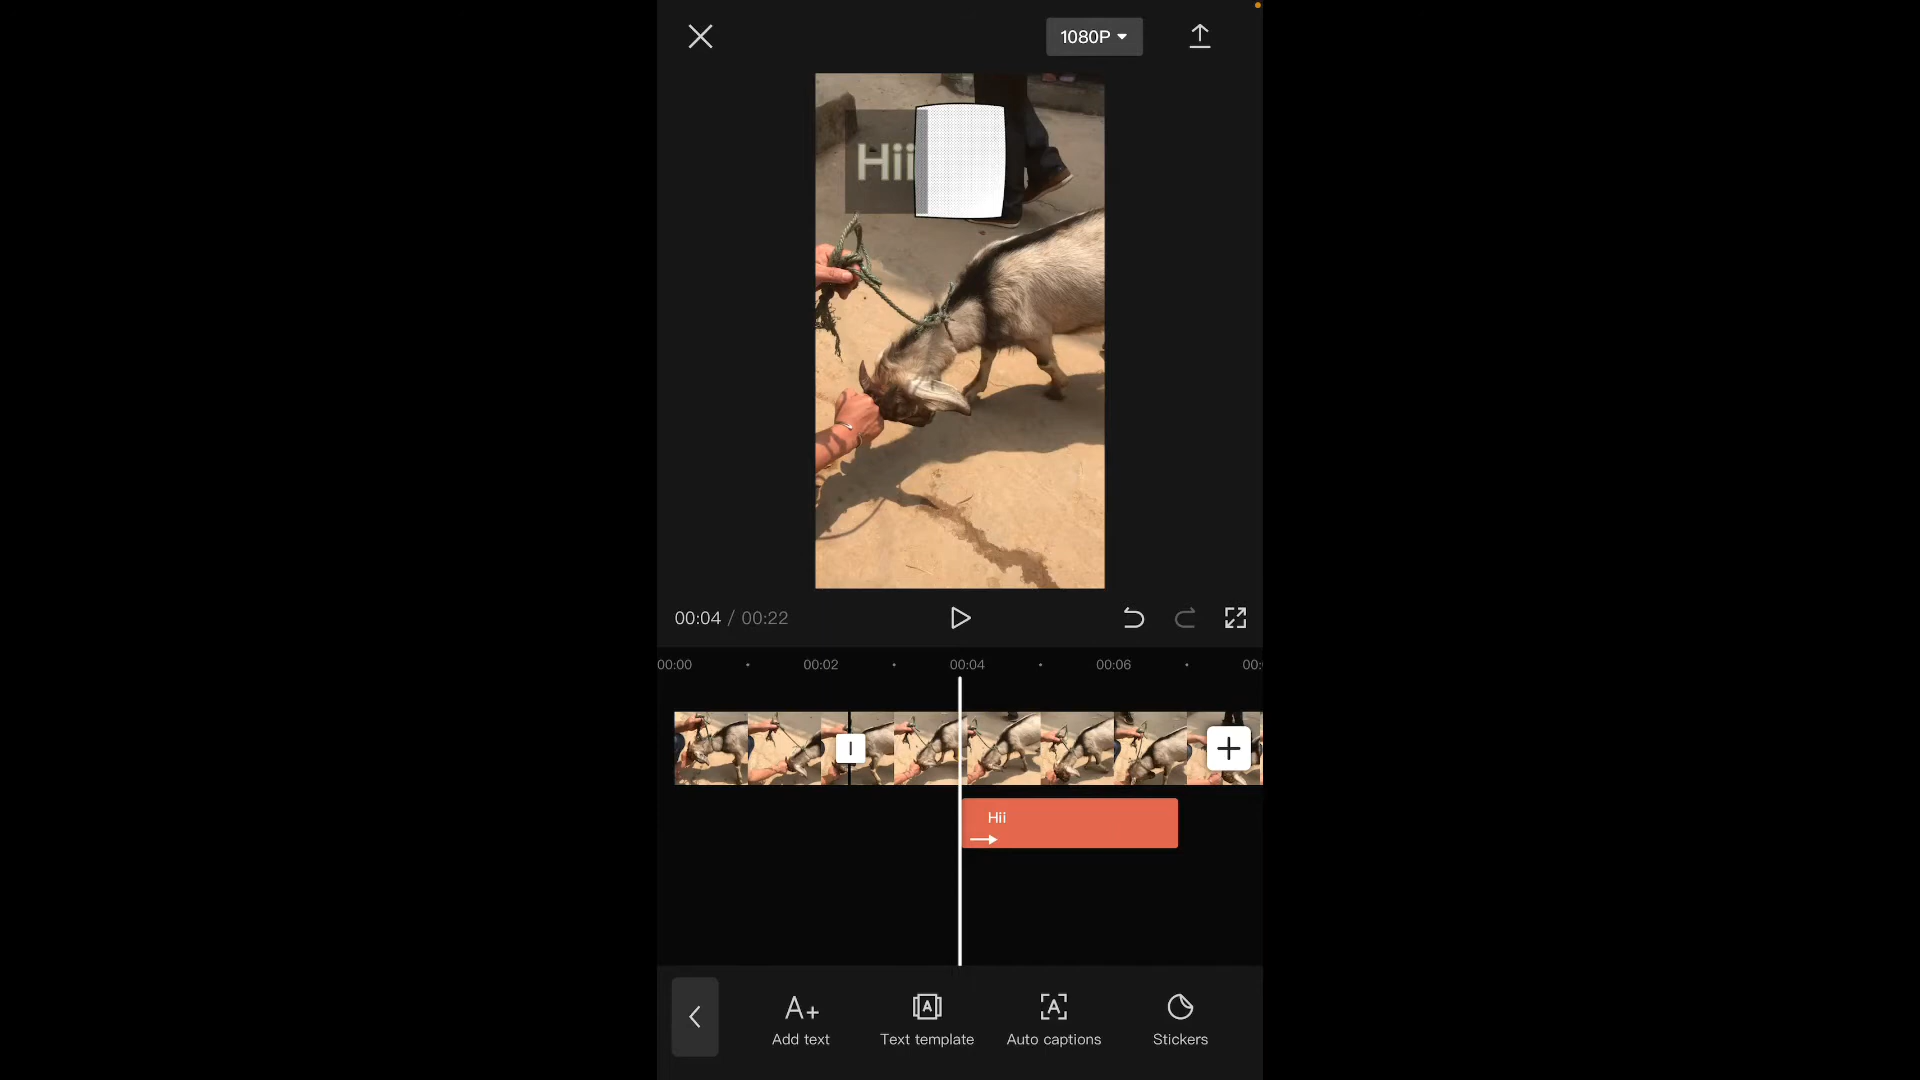 1080P
Hii
00:04 / 00:22
00:00 00:02 00:04 00:06 00:
Hii
Add text Text template Auto captions Stickers